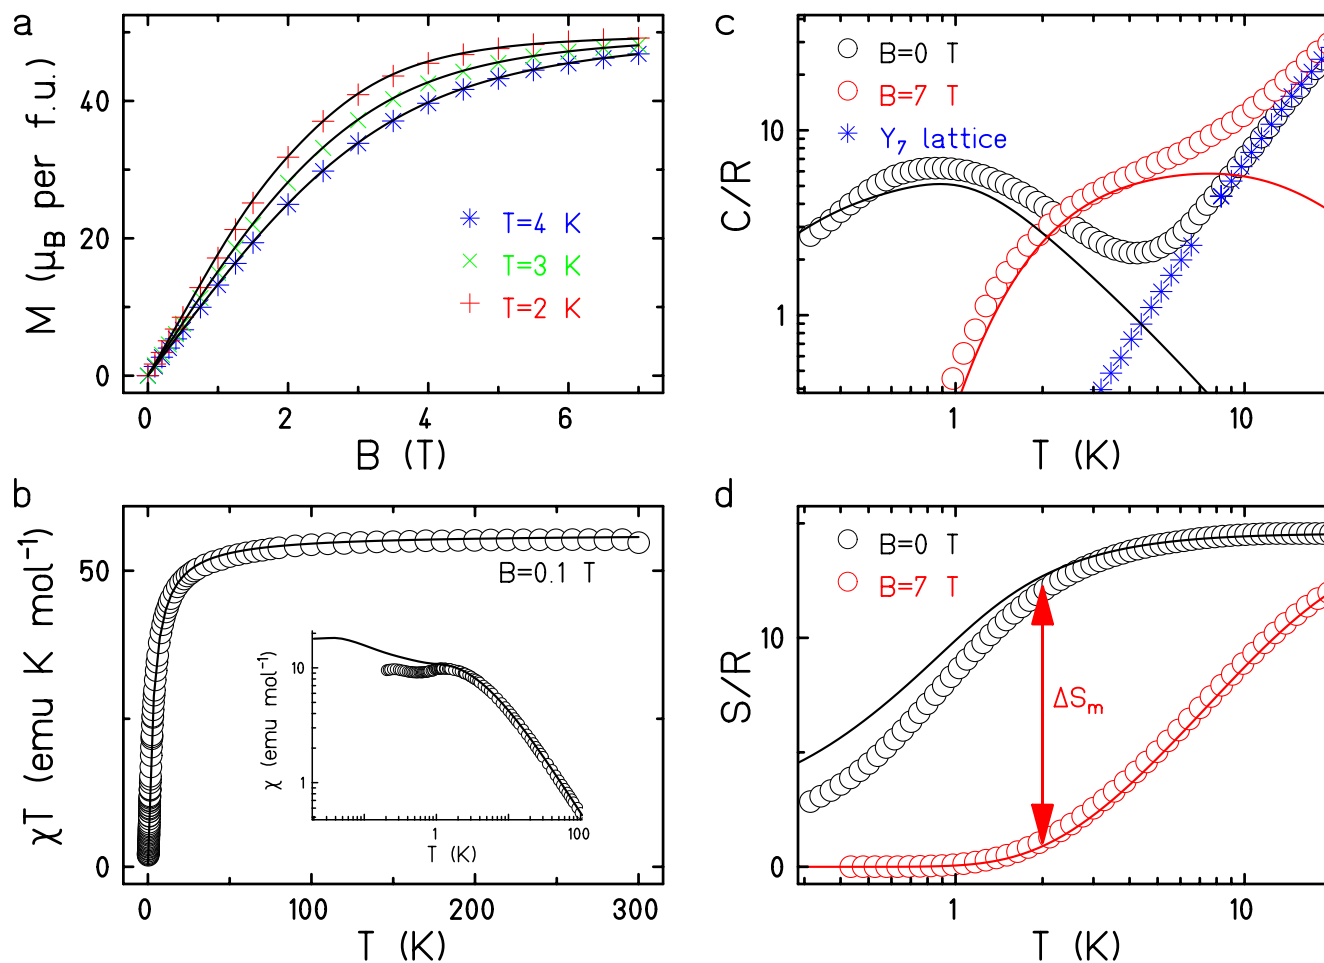 a
M (μB per f.u.)
40
20
0
T=4 K
T=3 K
T=2 K
0 2 4 6
B (T)
b
χT (emu K mol⁻¹)
50
0
B=0.1 T
χ (emu mol⁻¹)
10
1
1 100
T (K)
0 100 200 300
T (K)
c
C/R
10
1
B=0 T
B=7 T
Y₇ lattice
1 10
T (K)
d
S/R
10
0
B=0 T
B=7 T
ΔSm
1 10
T (K)